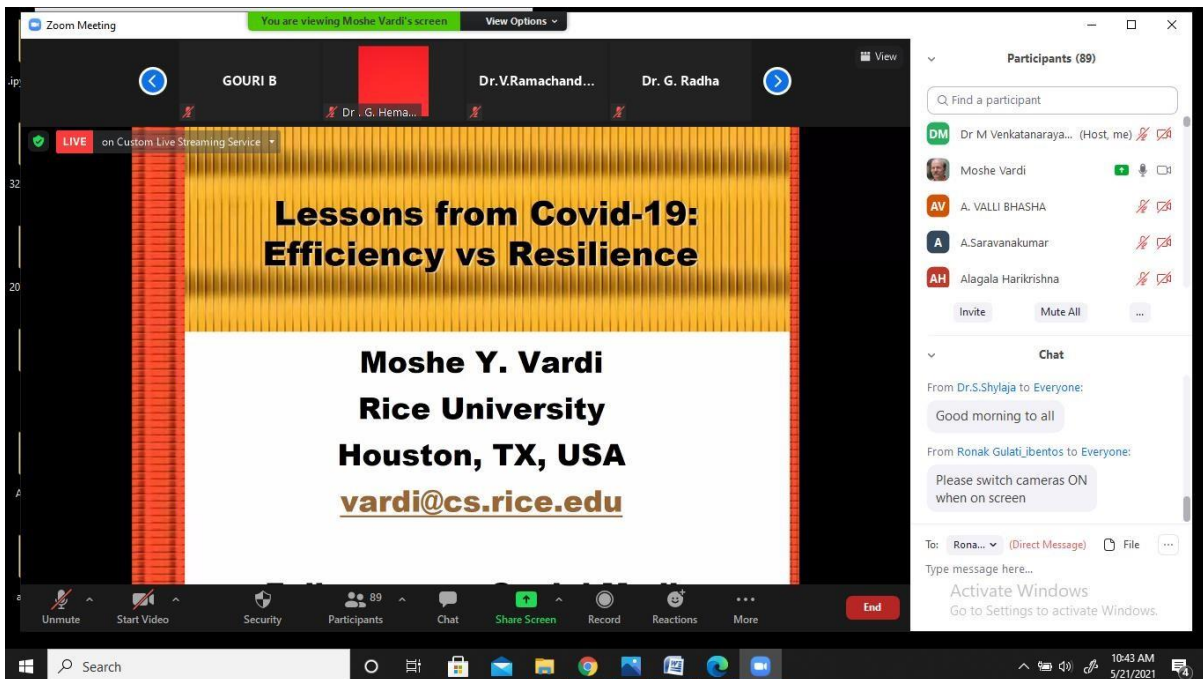 Zoom Meeting
You are viewing Moshe Vardi's screen
View Options
GOURI B
Dr . G. Hema...
Dr.V.Ramachand...
Dr. G. Radha
View
LIVE on Custom Live Streaming Service
Lessons from Covid-19:
Efficiency vs Resilience
Moshe Y. Vardi
Rice University
Houston, TX, USA
vardi@cs.rice.edu
Participants (89)
Find a participant
DM Dr M Venkatanaraya... (Host, me)
Moshe Vardi
AV A. VALLI BHASHA
A A.Saravanakumar
AH Alagala Harikrishna
Invite Mute All ...
Chat
From Dr.S.Shylaja to Everyone:
Good morning to all
From Ronak Gulati_ibentos to Everyone:
Please switch cameras ON
when on screen
To: Rona... (Direct Message) File ...
Type message here...
Activate Windows
Go to Settings to activate Windows.
Unmute Start Video Security Participants 89 Chat Share Screen Record Reactions More End
.ip
32
20
Search
10:43 AM
5/21/2021
4